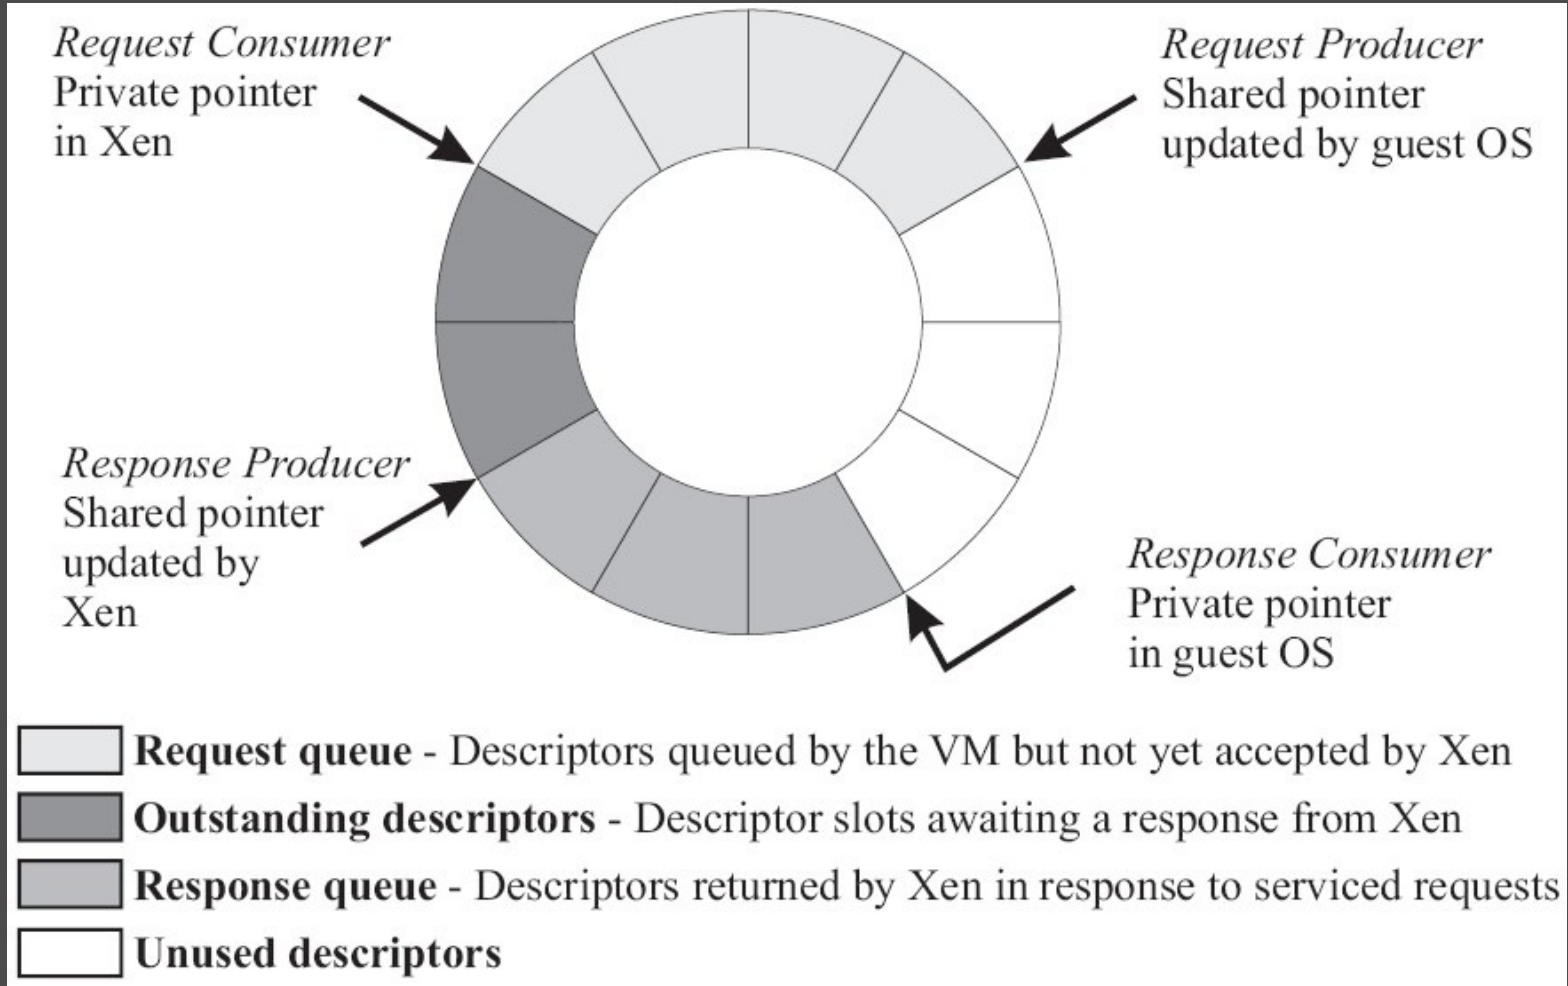 Request Consumer
Private pointer
in Xen
Request Producer
Shared pointer
updated by guest OS
Response Producer
Shared pointer
updated by
Xen
Response Consumer
Private pointer
in guest OS
Request queue - Descriptors queued by the VM but not yet accepted by Xen
Outstanding descriptors - Descriptor slots awaiting a response from Xen
Response queue - Descriptors returned by Xen in response to serviced requests
Unused descriptors